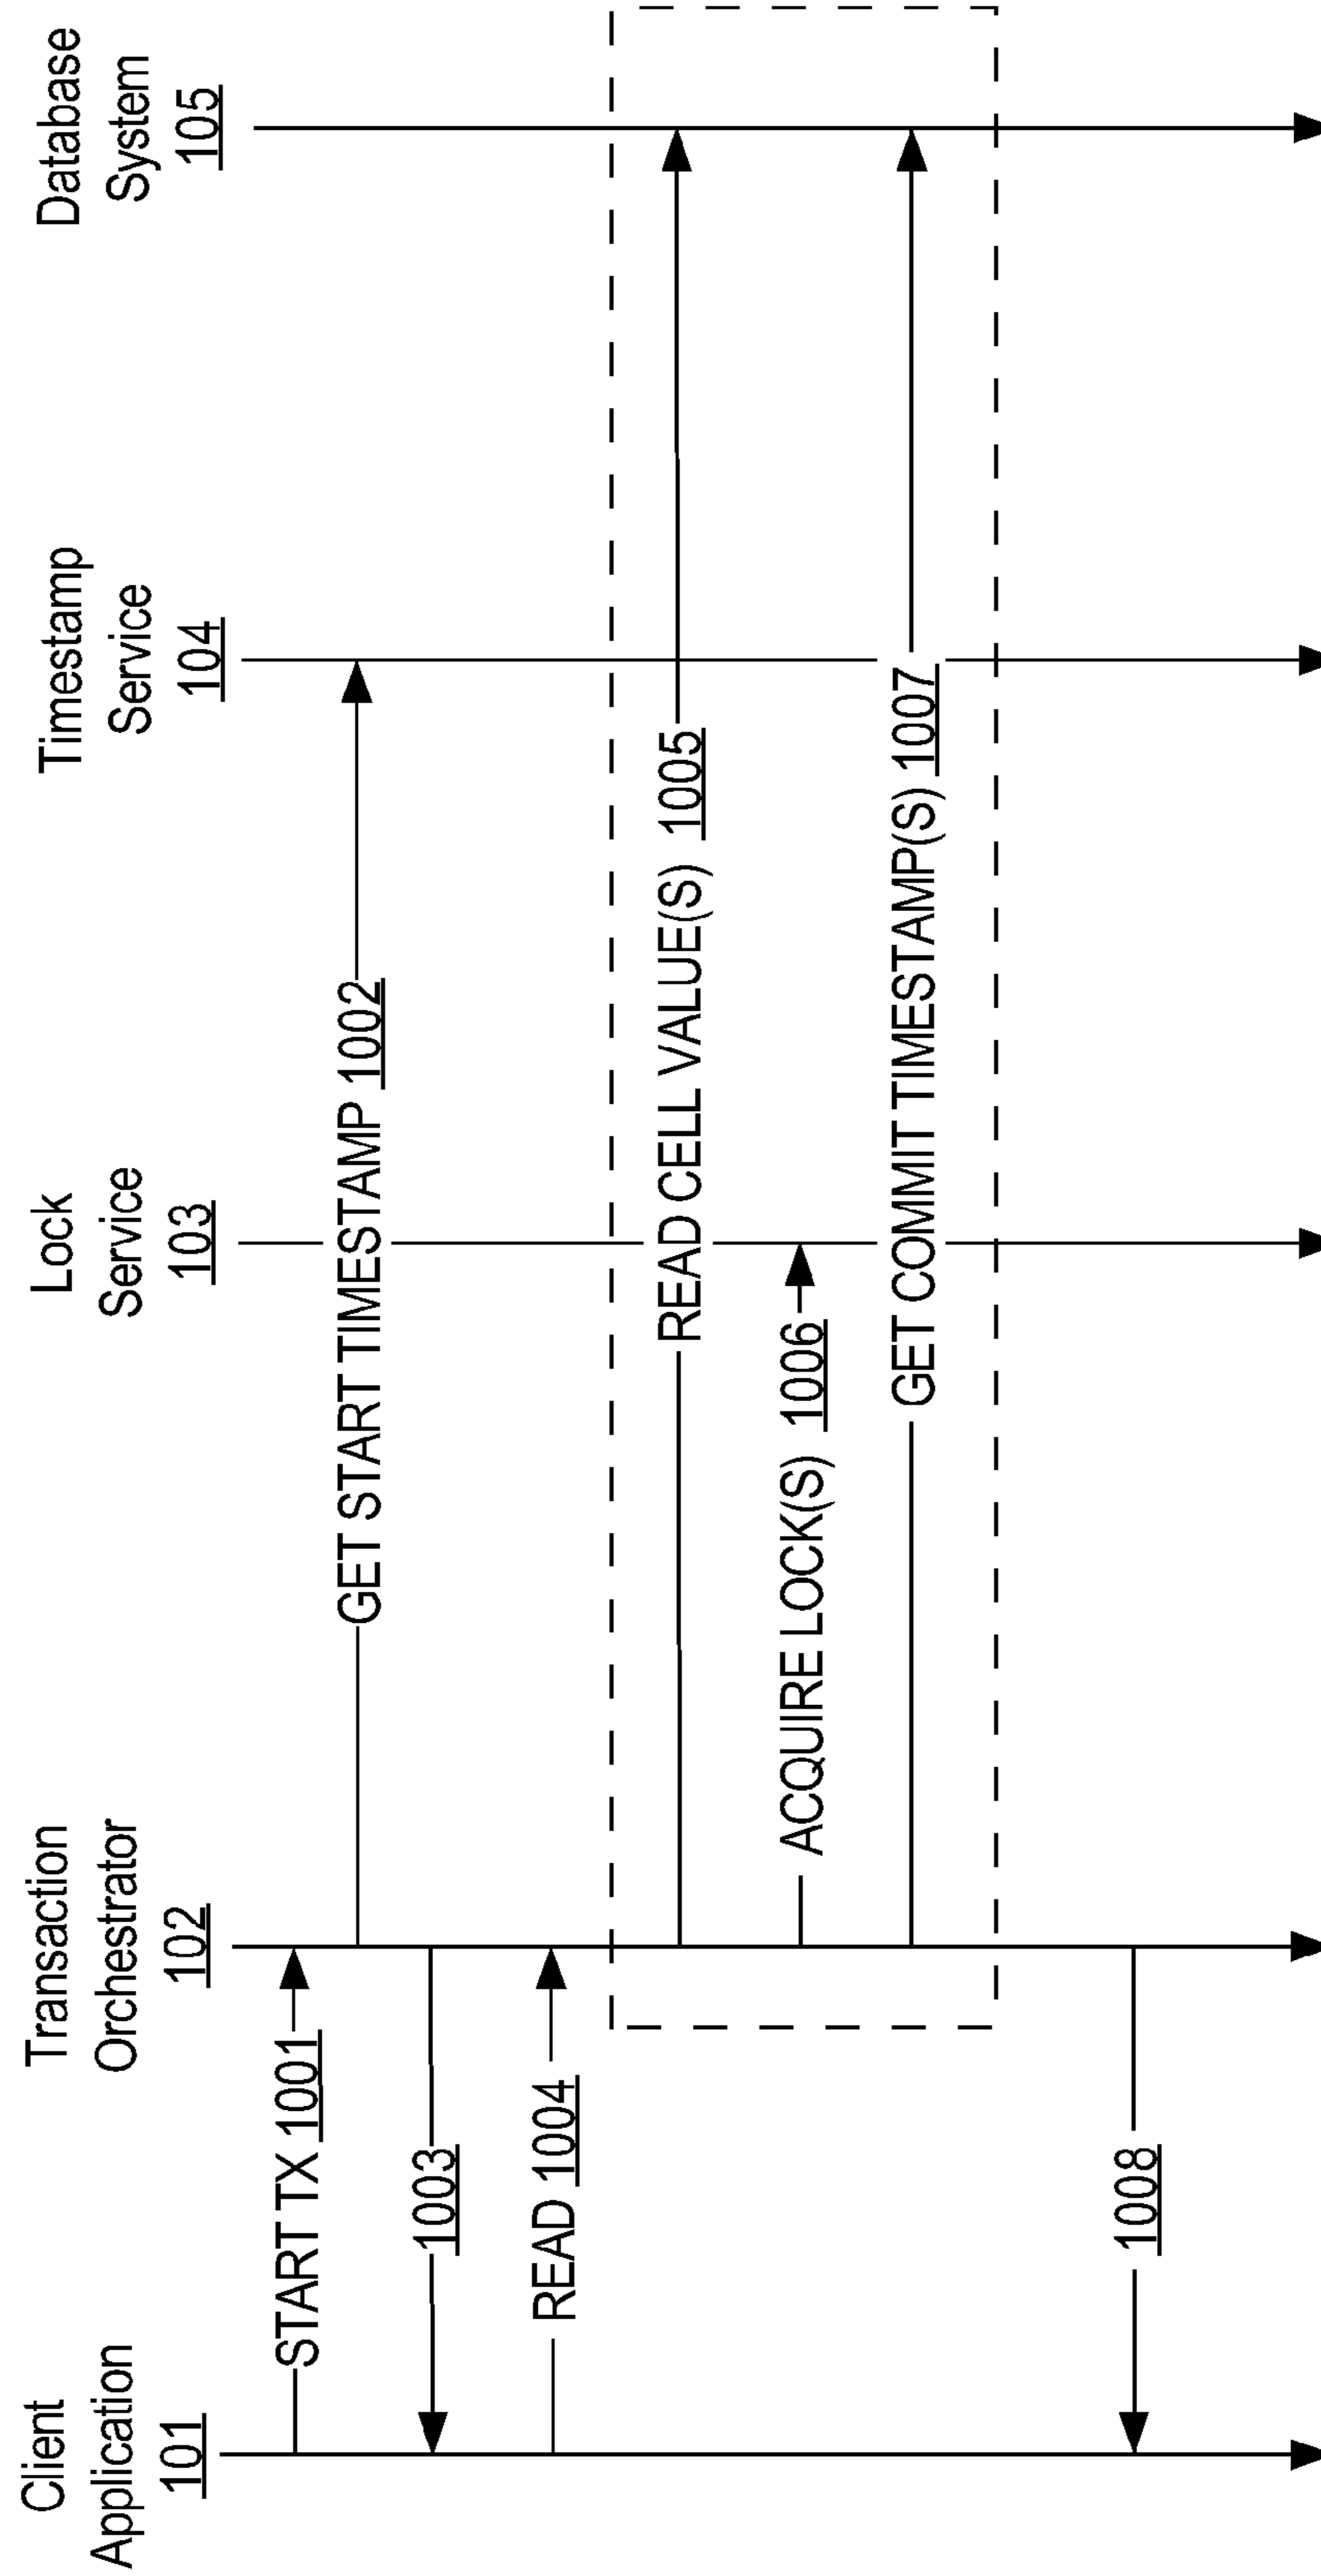 Client
Application
101
Transaction
Orchestrator
102
Lock
Service
103
Timestamp
Service
104
Database
System
105
START TX 1001
GET START TIMESTAMP 1002
1003
READ 1004
READ CELL VALUE(S) 1005
ACQUIRE LOCK(S) 1006
GET COMMIT TIMESTAMP(S) 1007
1008